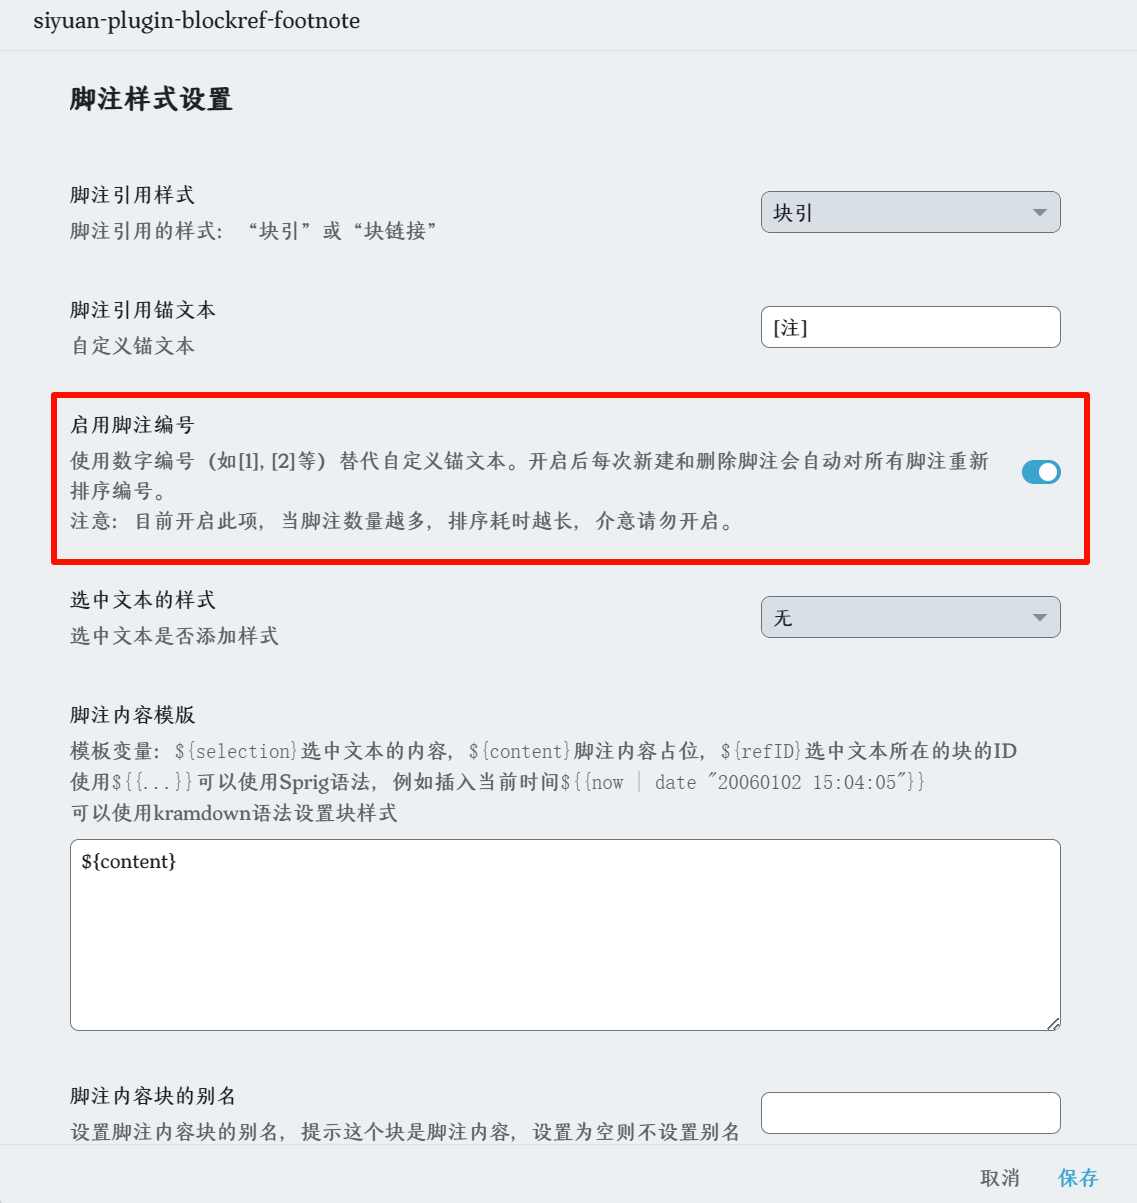 siyuan-plugin-blockref-footnote
脚注样式设置
脚注引用样式
脚注引用的样式：“块引”或“块链接”
块引
脚注引用锚文本
自定义锚文本
[注]
启用脚注编号
使用数字编号（如[1], [2]等）替代自定义锚文本。开启后每次新建和删除脚注会自动对所有脚注重新
排序编号。
注意：目前开启此项，当脚注数量越多，排序耗时越长，介意请勿开启。
选中文本的样式
选中文本是否添加样式
无
脚注内容模版
模板变量：${selection}选中文本的内容，${content}脚注内容占位，${refID}选中文本所在的块的ID
使用${{...}}可以使用Sprig语法，例如插入当前时间${{now | date "20060102 15:04:05"}}
可以使用kramdown语法设置块样式
${content}
脚注内容块的别名
设置脚注内容块的别名，提示这个块是脚注内容，设置为空则不设置别名
取消
保存